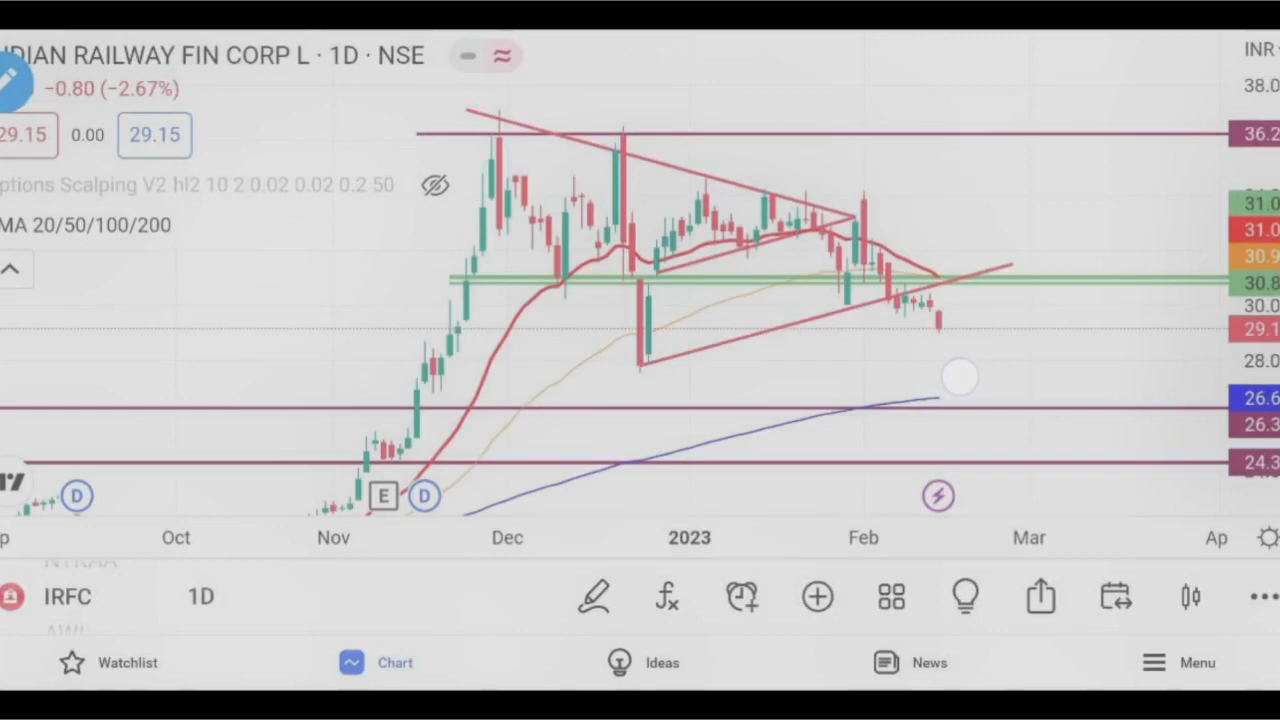 DIAN RAILWAY FIN CORP L · 1D · NSE
INR
−0.80 (−2.67%)
38.0
29.15 0.00 29.15
36.2
ptions Scalping V2 hl2 10 2 0.02 0.02 0.2 50
31.0
MA 20/50/100/200
31.0
30.9
30.8
30.0
29.1
28.0
26.6
26.3
24.3
D E D
Oct Nov Dec 2023 Feb Mar Ap
IRFC 1D
Watchlist Chart Ideas News Menu